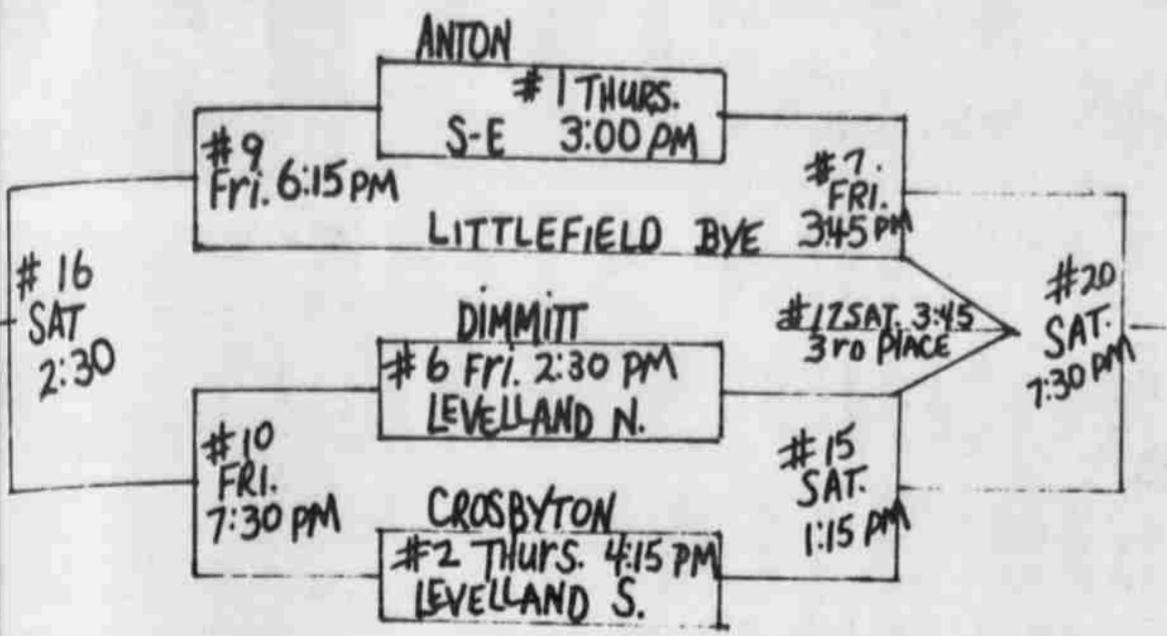 ANTON
#1 THURS.
S-E 3:00 PM
#9
Fri. 6:15 PM
#7.
FRI.
345 PM
LITTLEFIELD BYE
#16
SAT
2:30
DIMMITT
#6 Fri. 2:30 PM
LEVELLAND N.
#17 SAT. 3:45
3rD PLACE
#20
SAT.
7:30 PM
#10
FRI.
7:30 PM
CROSBYTON
#2 THURS. 4:15 PM
LEVELLAND S.
#15
SAT.
1:15 PM